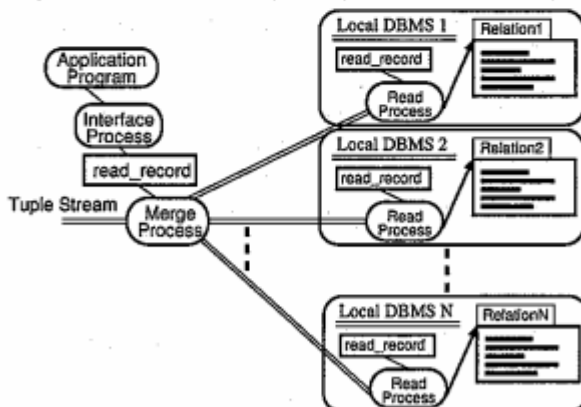 Local DBMS 1
Relation1
read_record
Read
Process
Application
Program
Interface
Process
read_record
Tuple Stream
Merge
Process
Local DBMS 2
Relation2
read_record
Read
Process
Local DBMS N
RelationN
read_record
Read
Process